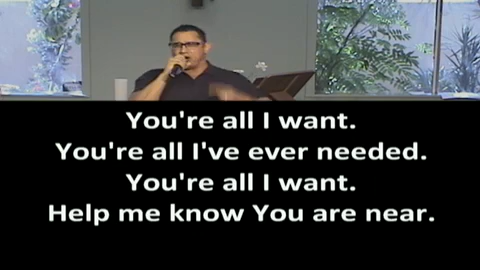 You're all I want.
You're all I've ever needed.
You're all I want.
Help me know You are near.